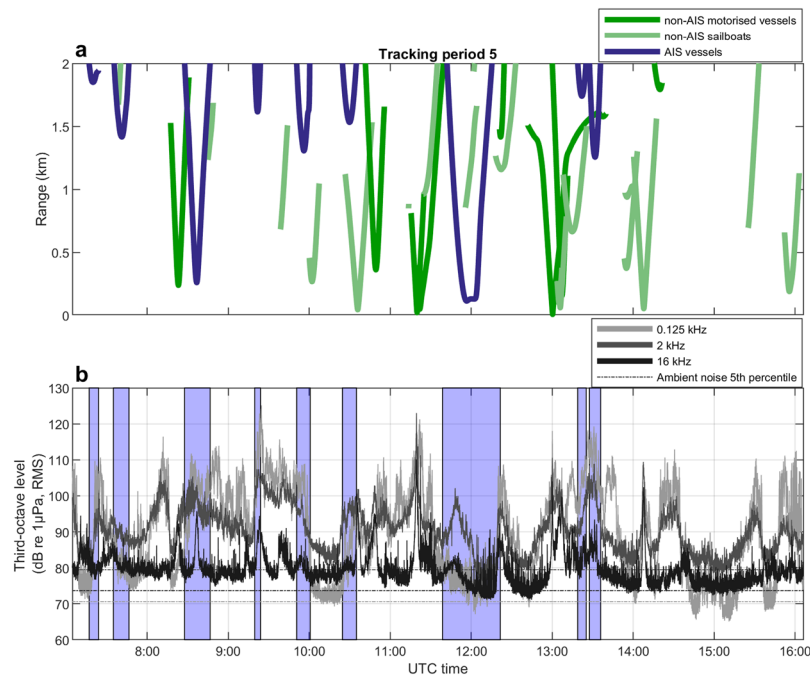 non-AIS motorised vessels
non-AIS sailboats
AIS vessels
a
Tracking period 5
2
1.5
1
0.5
0
Range (km)
0.125 kHz
2 kHz
16 kHz
Ambient noise 5th percentile
b
130
120
110
100
90
80
70
60
Third-octave level
(dB re 1µPa, RMS)
8:00 9:00 10:00 11:00 12:00 13:00 14:00 15:00 16:00
UTC time